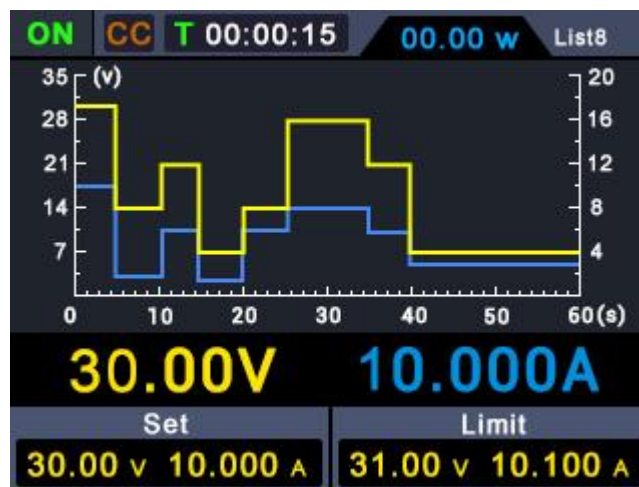 ON CC T 00:00:15 00.00 W List8
35 (v) 20
28 16
21 12
14 8
7 4
0 10 20 30 40 50 60(s)
30.00V 10.000A
Set Limit
30.00 V 10.000 A 31.00 V 10.100 A